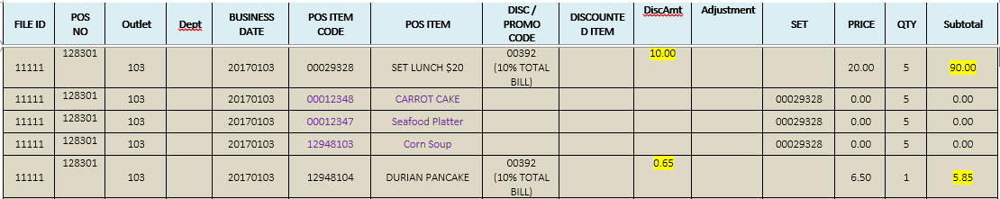 FILE ID POS NO Outlet Dept BUSINESS DATE POS ITEM CODE POS ITEM DISC / PROMO CODE DISCOUNTE D ITEM DiscAmt Adjustment SET PRICE QTY Subtotal
11111 128301 103 20170103 00029328 SET LUNCH $20 00392 (10% TOTAL BILL) 10.00 20.00 5 90.00
11111 128301 103 20170103 00012348 CARROT CAKE 00029328 0.00 5 0.00
11111 128301 103 20170103 00012347 Seafood Platter 00029328 0.00 5 0.00
11111 128301 103 20170103 12948103 Corn Soup 00029328 0.00 5 0.00
11111 128301 103 20170103 12948104 DURIAN PANCAKE 00392 (10% TOTAL BILL) 0.65 6.50 1 5.85